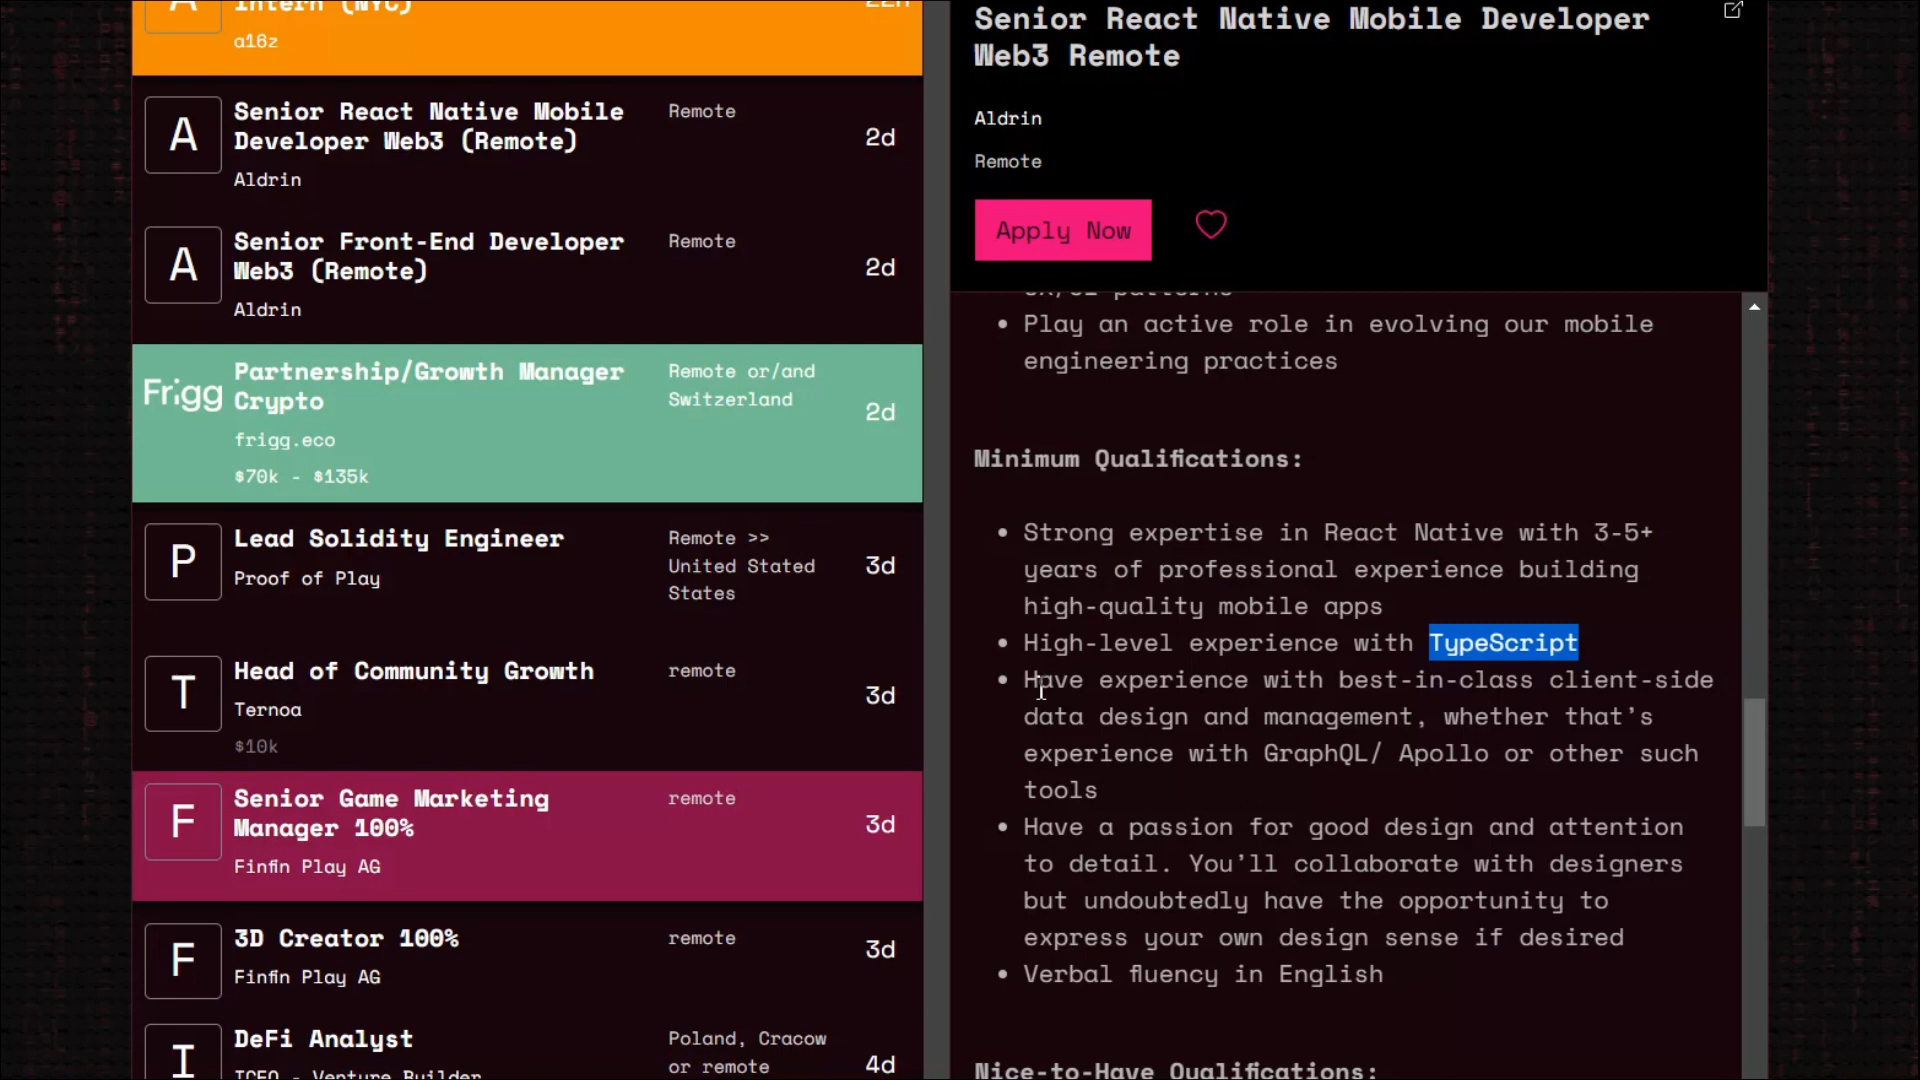 Intern (NYC)
22h
a16z
A
Senior React Native Mobile
Developer Web3 (Remote)
Aldrin
Remote
2d
A
Senior Front-End Developer
Web3 (Remote)
Aldrin
Remote
2d
Frigg
Partnership/Growth Manager
Crypto
frigg.eco
$70k - $135k
Remote or/and
Switzerland
2d
P
Lead Solidity Engineer
Proof of Play
Remote >>
United Stated
States
3d
T
Head of Community Growth
Ternoa
$10k
remote
3d
F
Senior Game Marketing
Manager 100%
Finfin Play AG
remote
3d
F
3D Creator 100%
Finfin Play AG
remote
3d
I
DeFi Analyst
ICEO - Venture Builder
Poland, Cracow
or remote
4d
Senior React Native Mobile Developer
Web3 Remote
Aldrin
Remote
Apply Now
UX/UI patterns
• Play an active role in evolving our mobile
engineering practices
Minimum Qualifications:
• Strong expertise in React Native with 3-5+
years of professional experience building
high-quality mobile apps
• High-level experience with TypeScript
• Have experience with best-in-class client-side
data design and management, whether that’s
experience with GraphQL/ Apollo or other such
tools
• Have a passion for good design and attention
to detail. You’ll collaborate with designers
but undoubtedly have the opportunity to
express your own design sense if desired
• Verbal fluency in English
Nice-to-Have Qualifications: